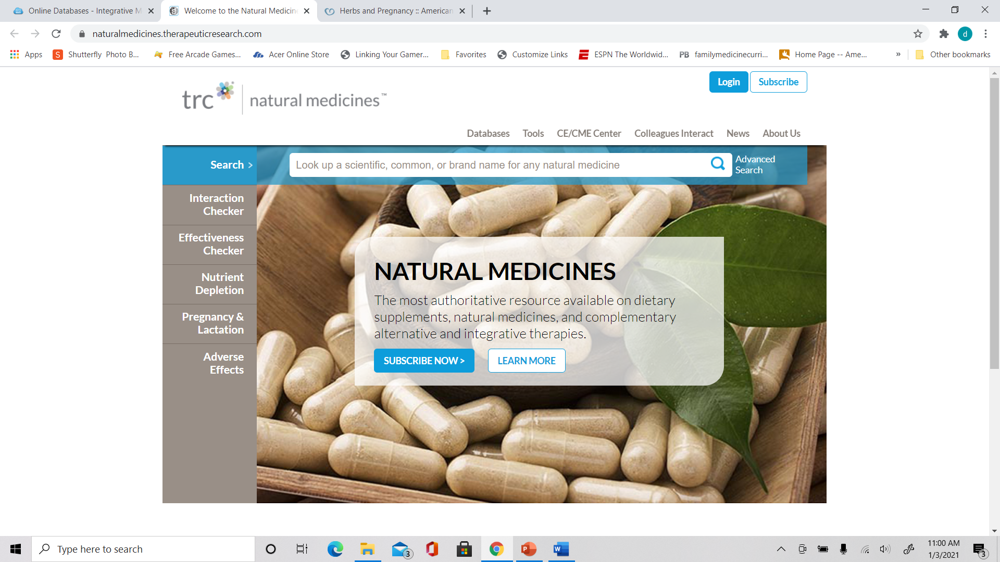 Online Databases - Integrative M
Welcome to the Natural Medicine
Herbs and Pregnancy :: American
naturalmedicines.therapeuticresearch.com
d
Apps
S
Shutterfly Photo B...
Free Arcade Games...
Acer Online Store
Linking Your Gamer...
Favorites
Customize Links
ESPN The Worldwid...
PB familymedicinecurri...
Home Page -- Ame...
»
Other bookmarks
Login
Subscribe
trc natural medicines™
Databases
Tools
CE/CME Center
Colleagues Interact
News
About Us
Search >
Look up a scientific, common, or brand name for any natural medicine
Advanced
Search
Interaction
Checker
Effectiveness
Checker
Nutrient
Depletion
Pregnancy &
Lactation
Adverse
Effects
NATURAL MEDICINES
The most authoritative resource available on dietary
supplements, natural medicines, and complementary
alternative and integrative therapies.
SUBSCRIBE NOW >
LEARN MORE
Type here to search
3
P
W
11:00 AM
1/3/2021
3